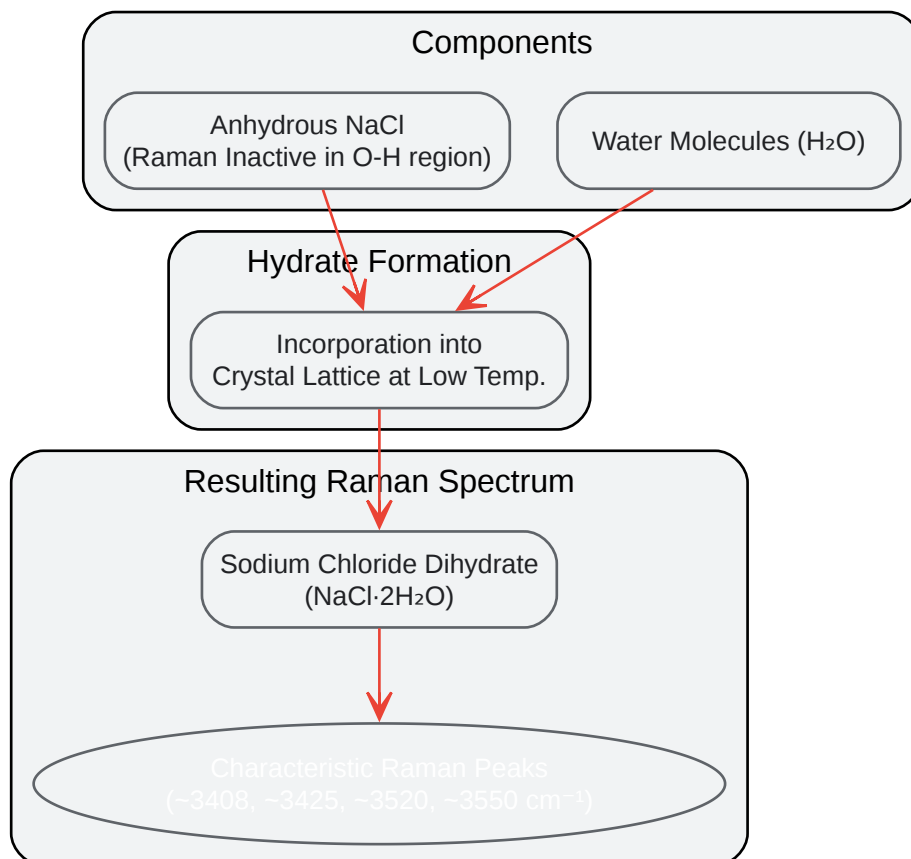 Components
Anhydrous NaCl
(Raman Inactive in O-H region)
Water Molecules (H₂O)
Hydrate Formation
Incorporation into
Crystal Lattice at Low Temp.
Resulting Raman Spectrum
Sodium Chloride Dihydrate
(NaCl·2H₂O)
Characteristic Raman Peaks
(~3408, ~3425, ~3520, ~3550 cm⁻¹)